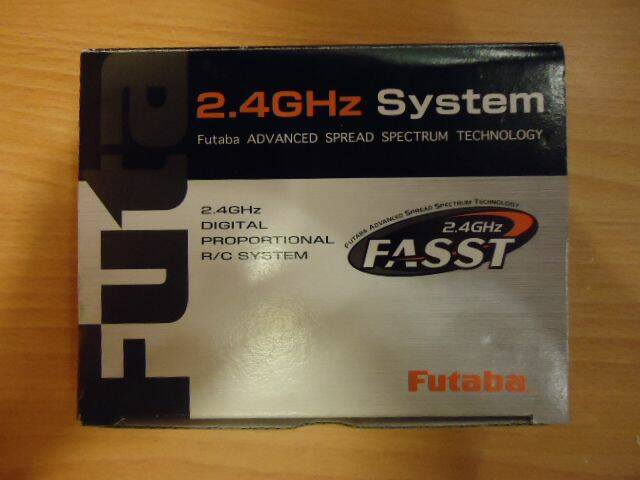 Futaba
2.4GHz System
Futaba ADVANCED SPREAD SPECTRUM TECHNOLOGY
2.4GHz
DIGITAL
PROPORTIONAL
R/C SYSTEM
FUTABA ADVANCED SPREAD SPECTRUM TECHNOLOGY
2.4GHz
FASST
Futaba